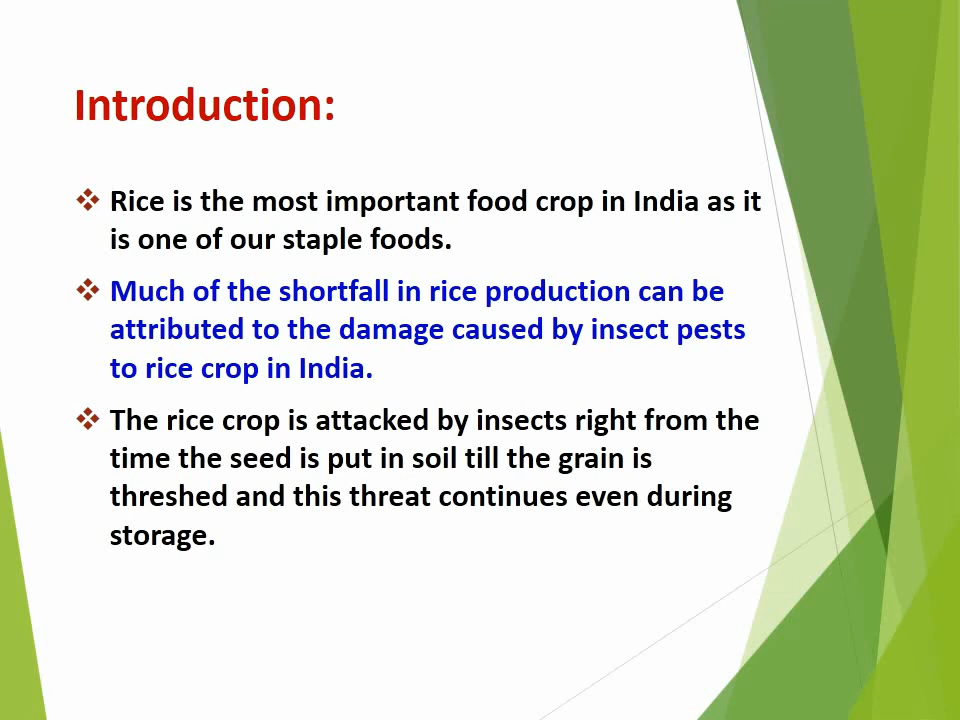 Introduction:
Rice is the most important food crop in India as it
is one of our staple foods.
Much of the shortfall in rice production can be
attributed to the damage caused by insect pests
to rice crop in India.
The rice crop is attacked by insects right from the
time the seed is put in soil till the grain is
threshed and this threat continues even during
storage.